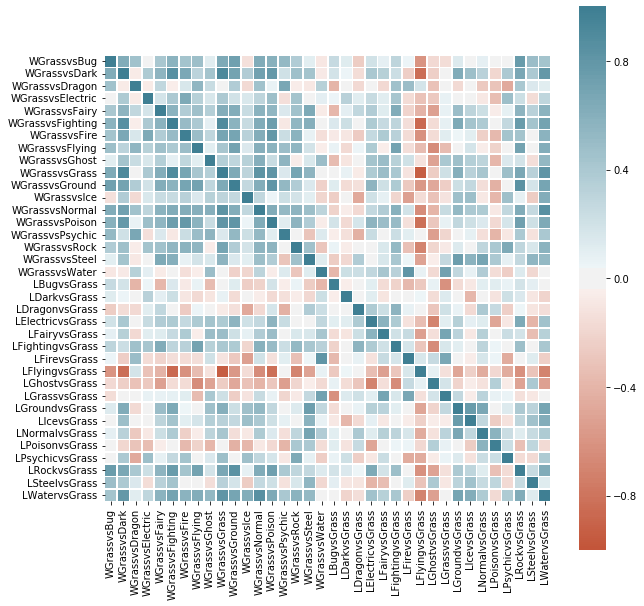 WGrassvsBug
WGrassvsDark
WGrassvsDragon
WGrassvsElectric
WGrassvsFairy
WGrassvsFighting
WGrassvsFire
WGrassvsFlying
WGrassvsGhost
WGrassvsGrass
WGrassvsGround
WGrassvsIce
WGrassvsNormal
WGrassvsPoison
WGrassvsPsychic
WGrassvsRock
WGrassvsSteel
WGrassvsWater
LBugvsGrass
LDarkvsGrass
LDragonvsGrass
LElectricvsGrass
LFairyvsGrass
LFightingvsGrass
LFirevsGrass
LFlyingvsGrass
LGhostvsGrass
LGrassvsGrass
LGroundvsGrass
LIcevsGrass
LNormalvsGrass
LPoisonvsGrass
LPsychicvsGrass
LRockvsGrass
LSteelvsGrass
LWatervsGrass
WGrassvsBug
WGrassvsDark
WGrassvsDragon
WGrassvsElectric
WGrassvsFairy
WGrassvsFighting
WGrassvsFire
WGrassvsFlying
WGrassvsGhost
WGrassvsGrass
WGrassvsGround
WGrassvsIce
WGrassvsNormal
WGrassvsPoison
WGrassvsPsychic
WGrassvsRock
WGrassvsSteel
WGrassvsWater
LBugvsGrass
LDarkvsGrass
LDragonvsGrass
LElectricvsGrass
LFairyvsGrass
LFightingvsGrass
LFirevsGrass
LFlyingvsGrass
LGhostvsGrass
LGrassvsGrass
LGroundvsGrass
LIcevsGrass
LNormalvsGrass
LPoisonvsGrass
LPsychicvsGrass
LRockvsGrass
LSteelvsGrass
LWatervsGrass
0.8
0.4
0.0
−0.4
−0.8